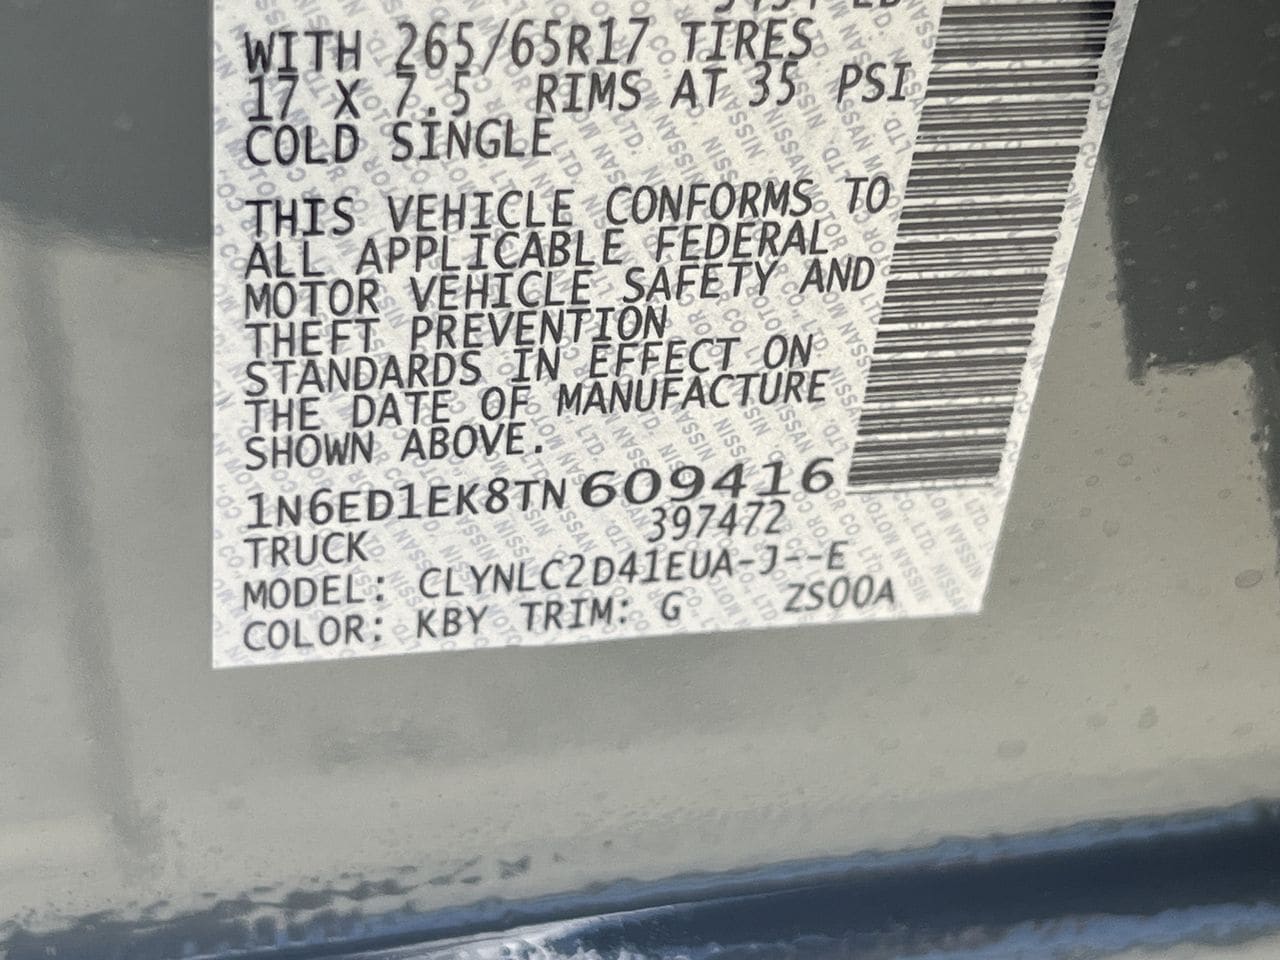 WITH 265/65R17 TIRES
17 X 7.5 RIMS AT 35 PSI
COLD SINGLE
THIS VEHICLE CONFORMS TO
ALL APPLICABLE FEDERAL
MOTOR VEHICLE SAFETY AND
THEFT PREVENTION
STANDARDS IN EFFECT ON
THE DATE OF MANUFACTURE
SHOWN ABOVE.
1N6ED1EK8TN609416
397472
TRUCK
MODEL: CLYNLC2D41EUA-J--E
COLOR: KBY TRIM: G ZS00A